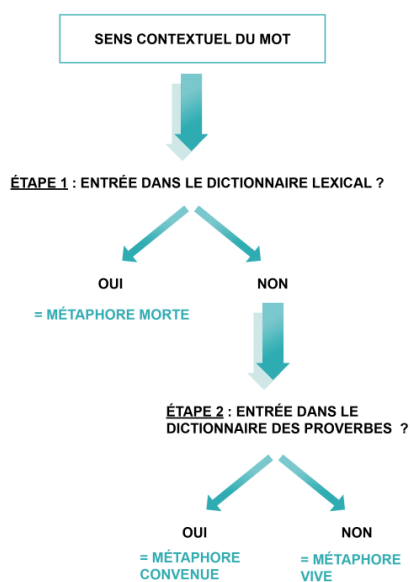 SENS CONTEXTUEL DU MOT
ÉTAPE 1 : ENTRÉE DANS LE DICTIONNAIRE LEXICAL ?
OUI
NON
= MÉTAPHORE MORTE
ÉTAPE 2 : ENTRÉE DANS LE
DICTIONNAIRE DES PROVERBES ?
OUI
NON
= MÉTAPHORE
CONVENUE
= MÉTAPHORE
VIVE